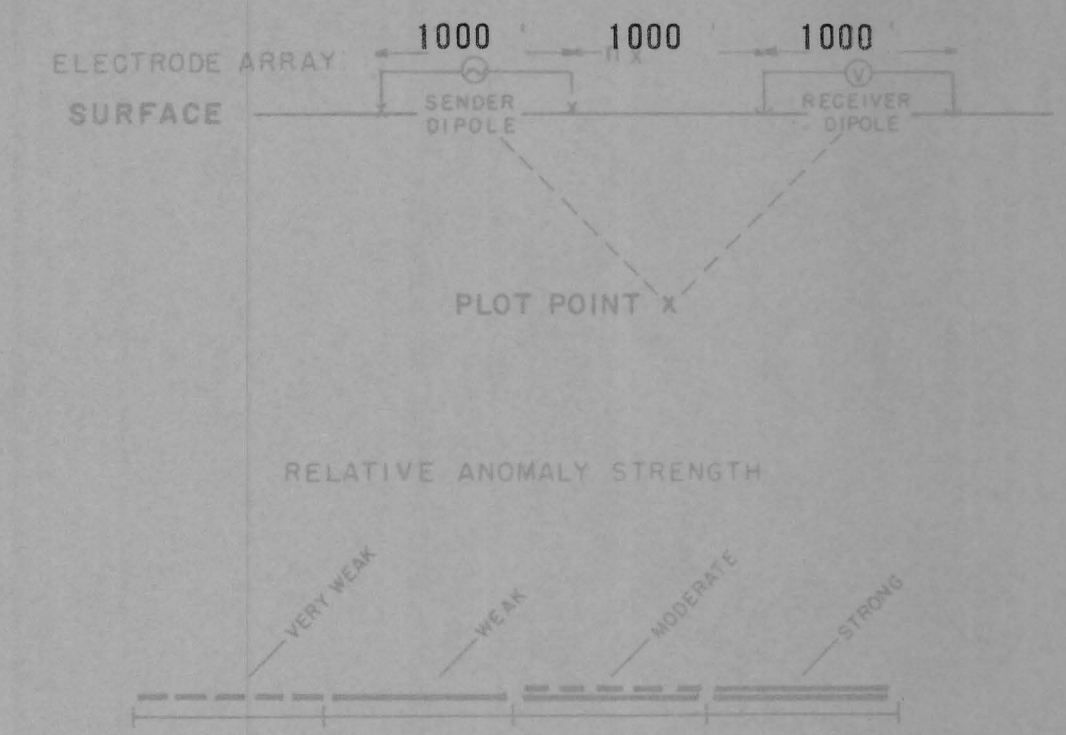 1000 ' 1000 1000 '
ELECTRODE ARRAY n x
SURFACE SENDER DIPOLE RECEIVER DIPOLE
V
PLOT POINT X
RELATIVE ANOMALY STRENGTH
VERY WEAK
WEAK
MODERATE
STRONG